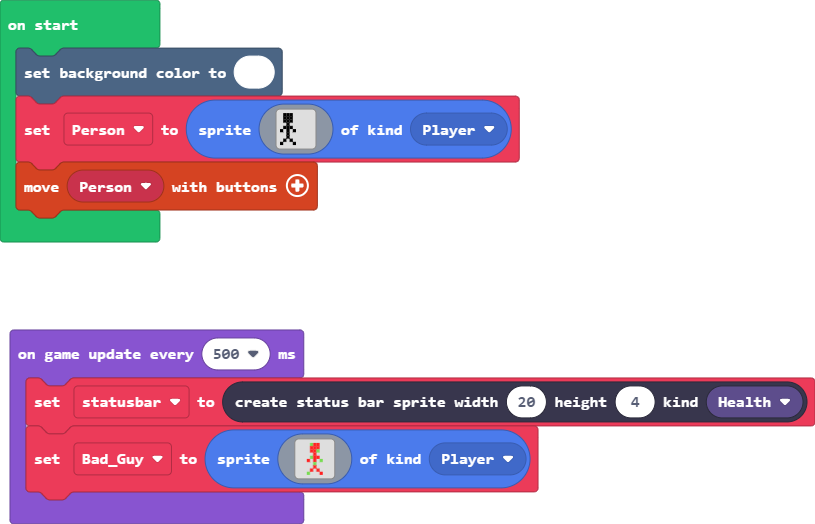 on start
set background color to
set Person to sprite of kind Player
move Person with buttons
on game update every 500 ms
set statusbar to create status bar sprite width 20 height 4 kind Health
set Bad_Guy to sprite of kind Player